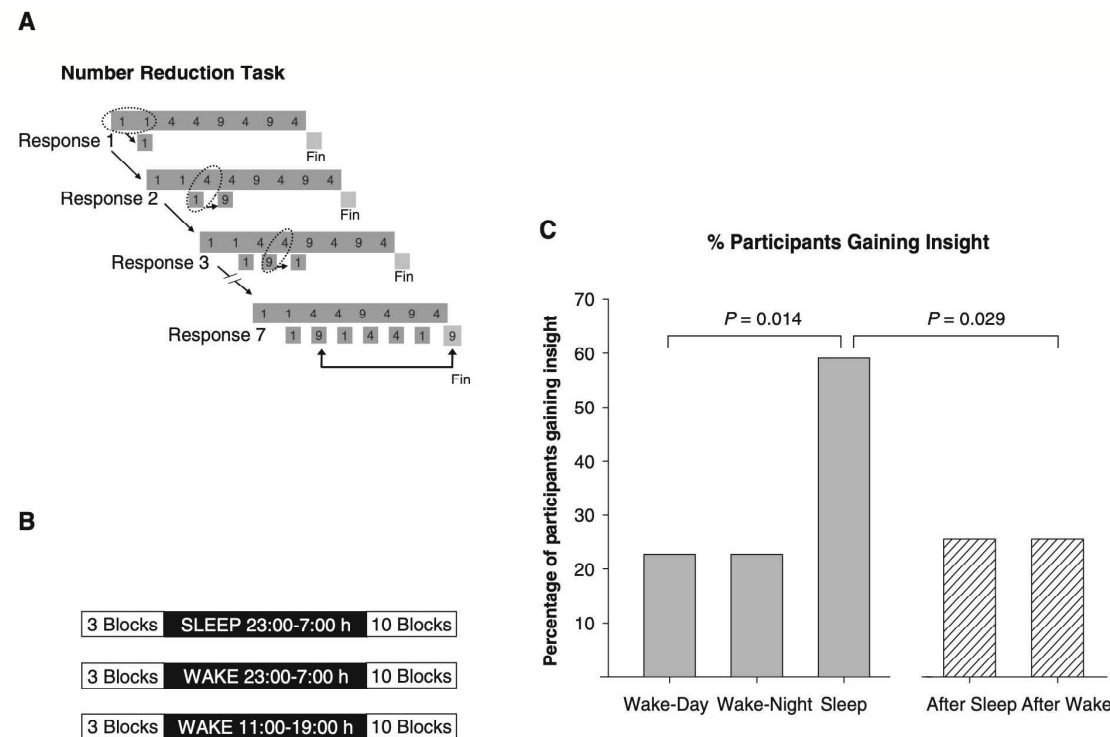 A
Number Reduction Task
1 1 4 4 9 4 9 4
Response 1
1
Fin
1 1 4 4 9 4 9 4
Response 2
1 9
Fin
1 1 4 4 9 4 9 4
Response 3
1 9 1
Fin
1 1 4 4 9 4 9 4
Response 7
1 9 1 4 4 1 9
Fin
B
3 Blocks SLEEP 23:00-7:00 h 10 Blocks
3 Blocks WAKE 23:00-7:00 h 10 Blocks
3 Blocks WAKE 11:00-19:00 h 10 Blocks
C
% Participants Gaining Insight
Percentage of participants gaining insight
70
60
50
40
30
20
10
P = 0.014
P = 0.029
Wake-Day Wake-Night Sleep
After Sleep After Wake